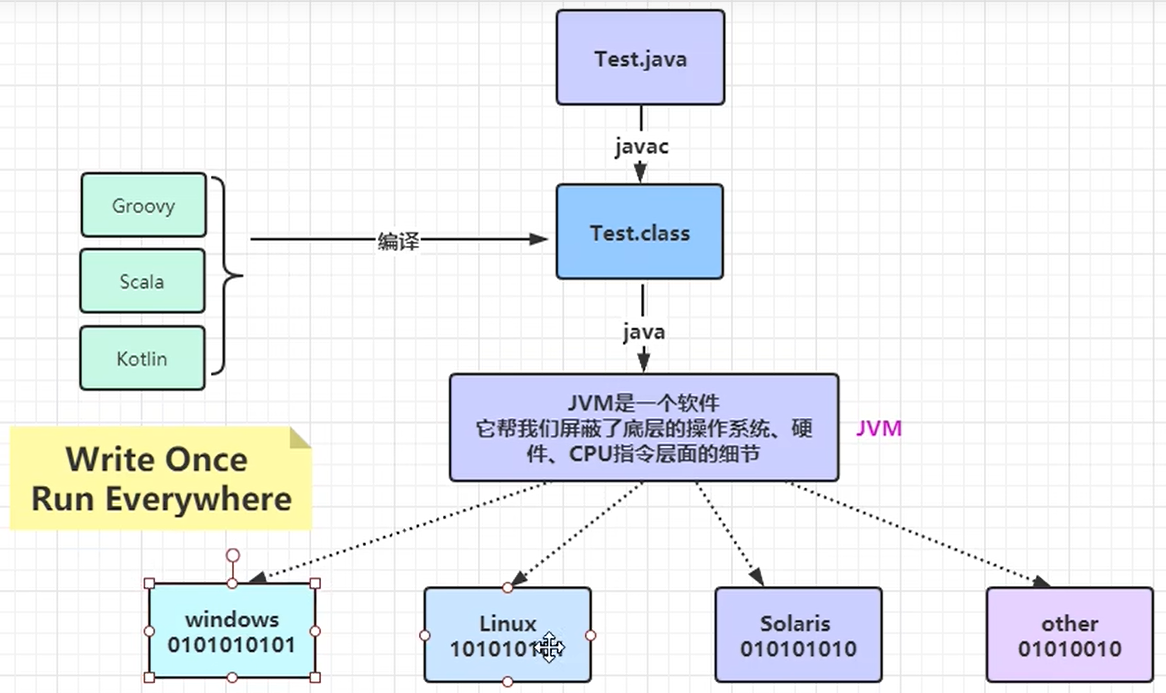 Test.java
javac
Groovy
Scala
Kotlin
编译
Test.class
java
JVM是一个软件
它帮我们屏蔽了底层的操作系统、硬
件、CPU指令层面的细节
JVM
Write Once
Run Everywhere
windows
0101010101
Linux
Solaris
010101010
other
01010010